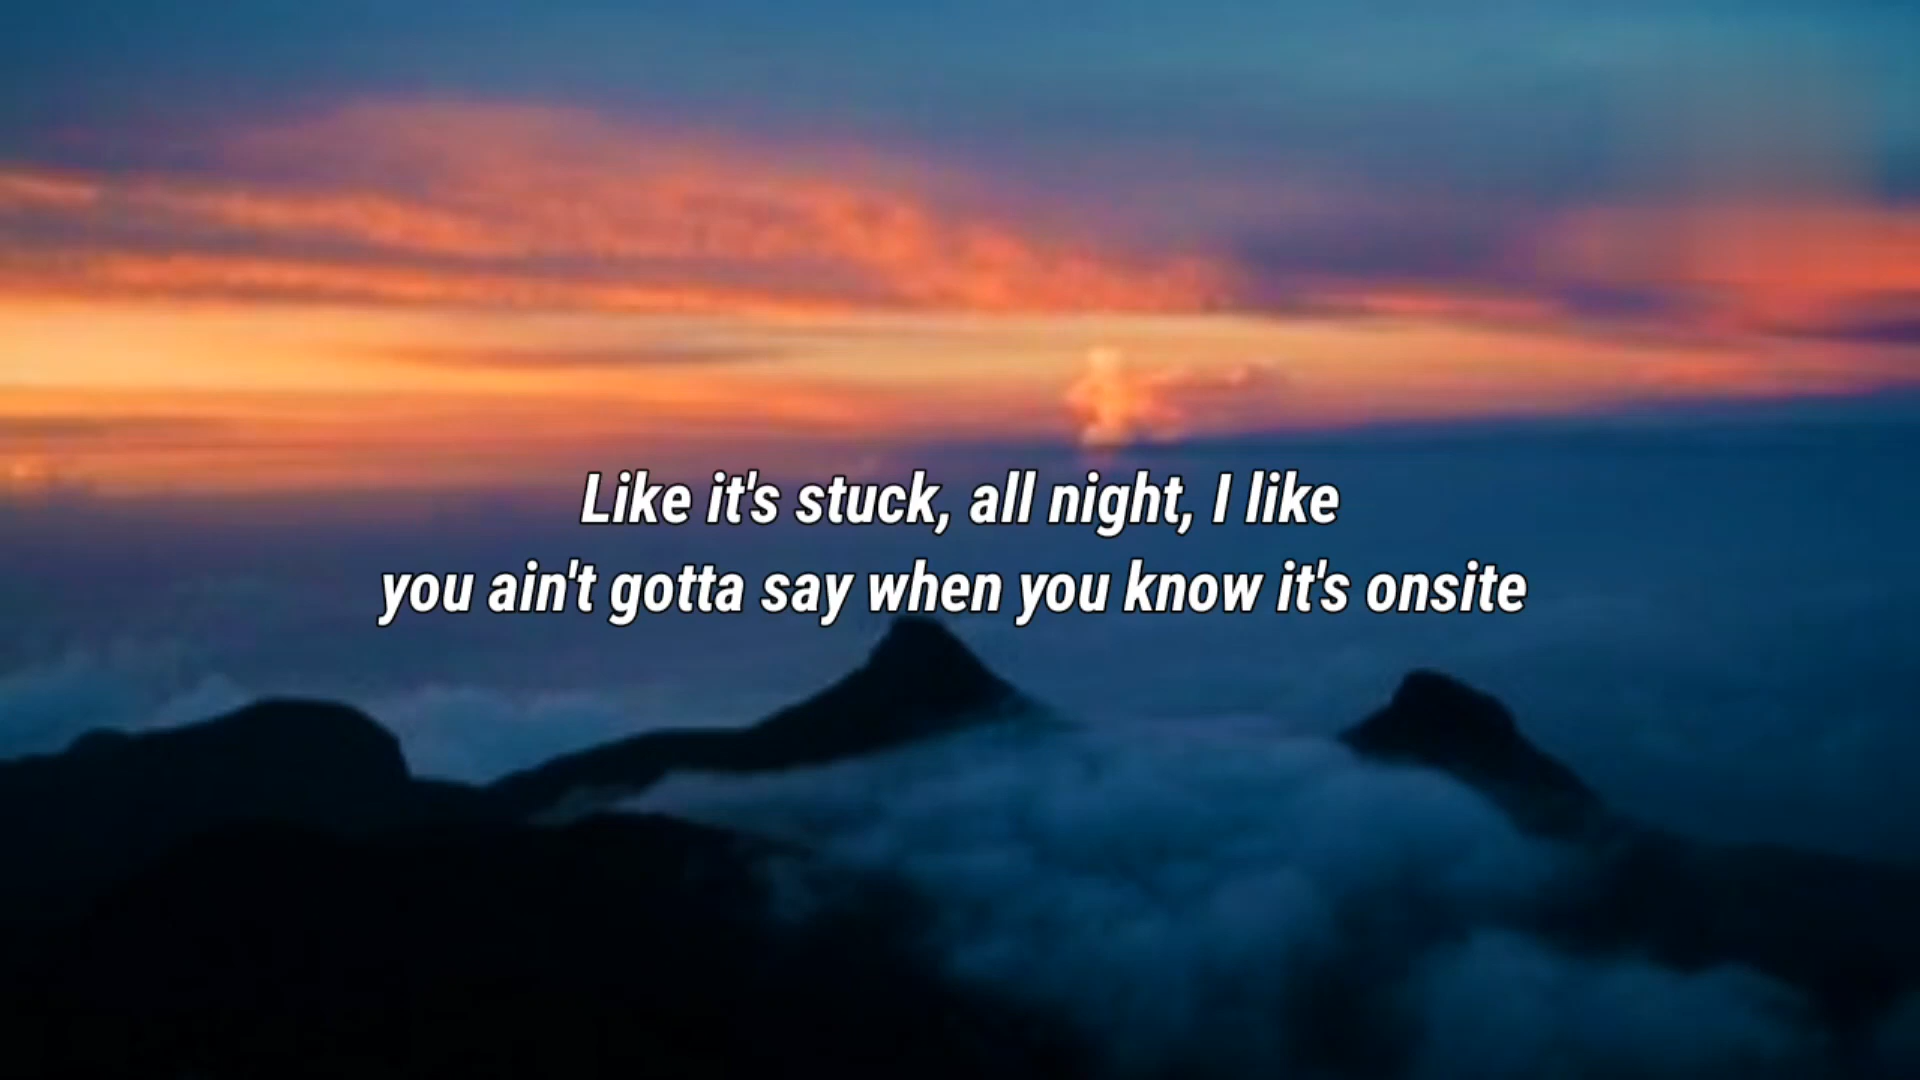 Like it's stuck, all night, I like
you ain't gotta say when you know it's onsite